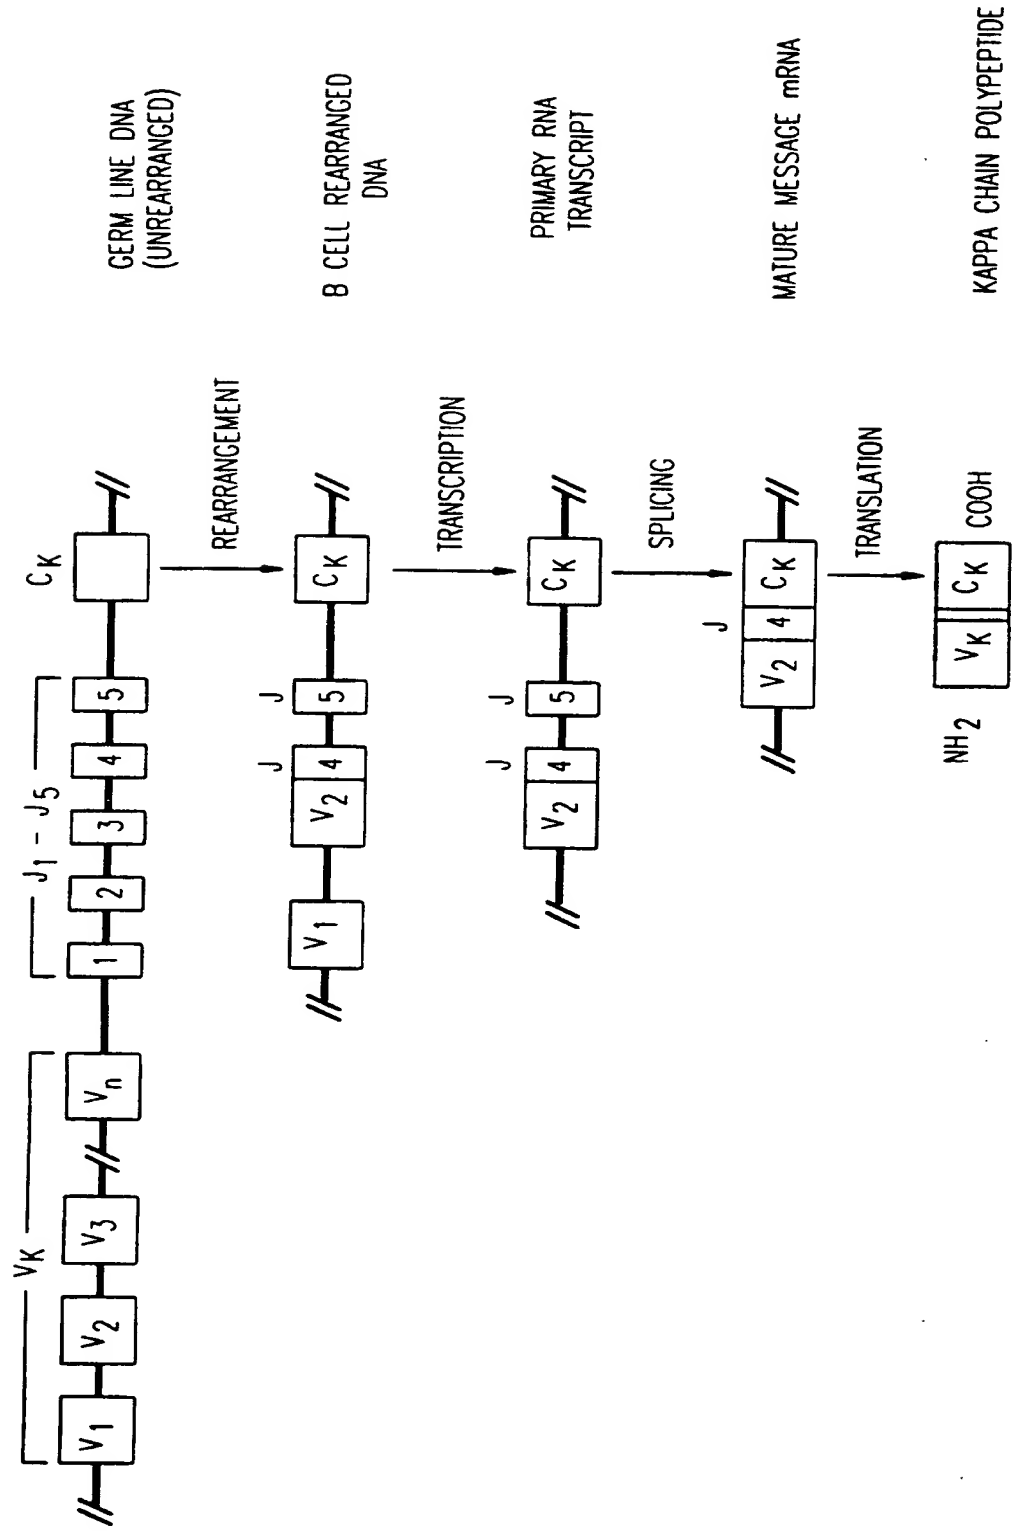 V_K
J_1 - J_5
C_K
V_1 V_2 V_3 V_n 1 2 3 4 5
GERM LINE DNA
(UNREARRANGED)
REARRANGEMENT
J J
V_1 V_2 4 5 C_K
B CELL REARRANGED
DNA
TRANSCRIPTION
J J
V_2 4 5 C_K
PRIMARY RNA
TRANSCRIPT
SPLICING
J
V_2 4 C_K
MATURE MESSAGE mRNA
TRANSLATION
NH_2 V_K C_K COOH
KAPPA CHAIN POLYPEPTIDE